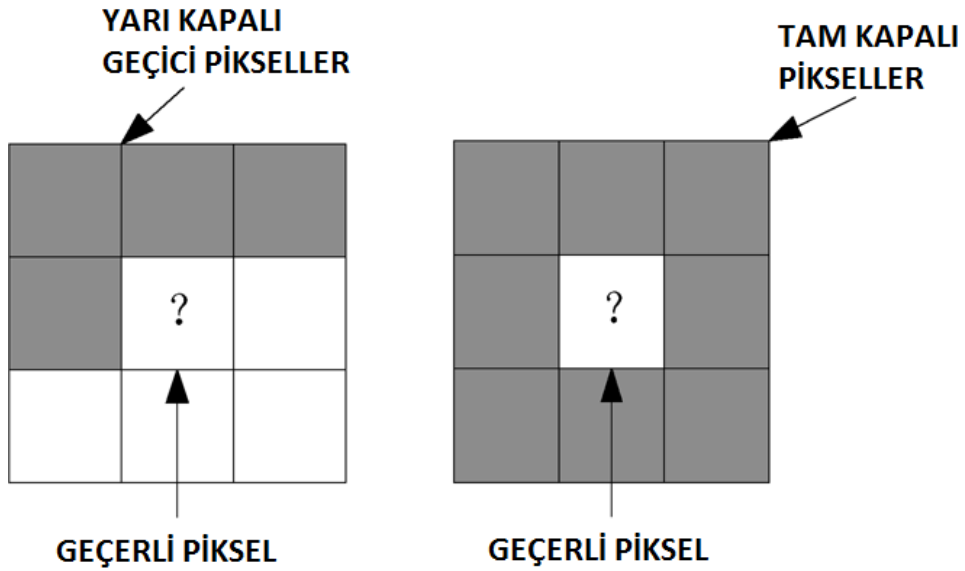 YARI KAPALI
GEÇİCİ PİKSELLER
TAM KAPALI
PİKSELLER
?
?
GEÇERLİ PİKSEL
GEÇERLİ PİKSEL